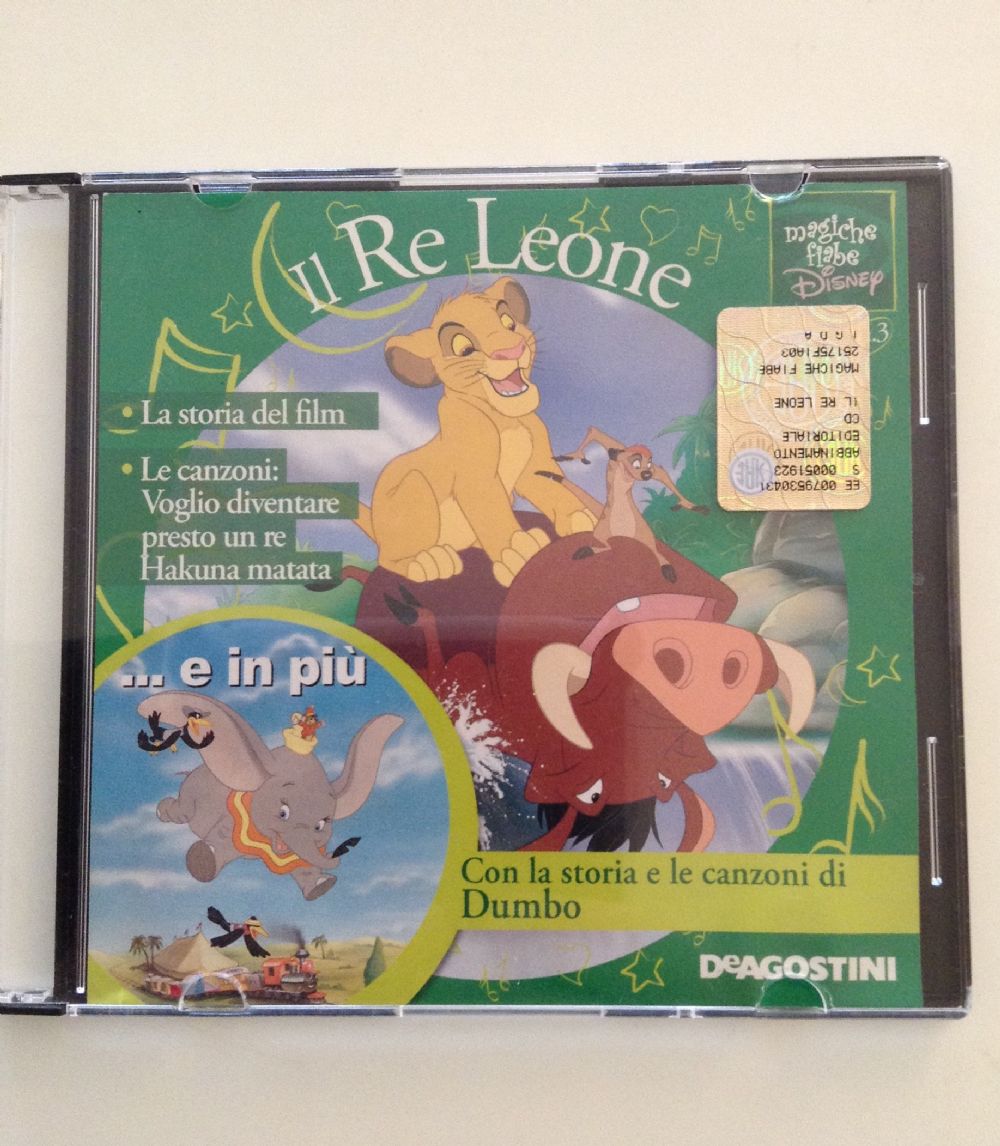 Il Re Leone
magiche
fiabe
Disney
• La storia del film
• Le canzoni:
Voglio diventare
presto un re
Hakuna matata
EE 0079530431
S 00051923
ABBINAMENTO
EDITORIALE
CD
IL RE LEONE
MAGICHE FIABE
25175FIA03
I G D A
... e in più
Con la storia e le canzoni di
Dumbo
DeAGOSTINI